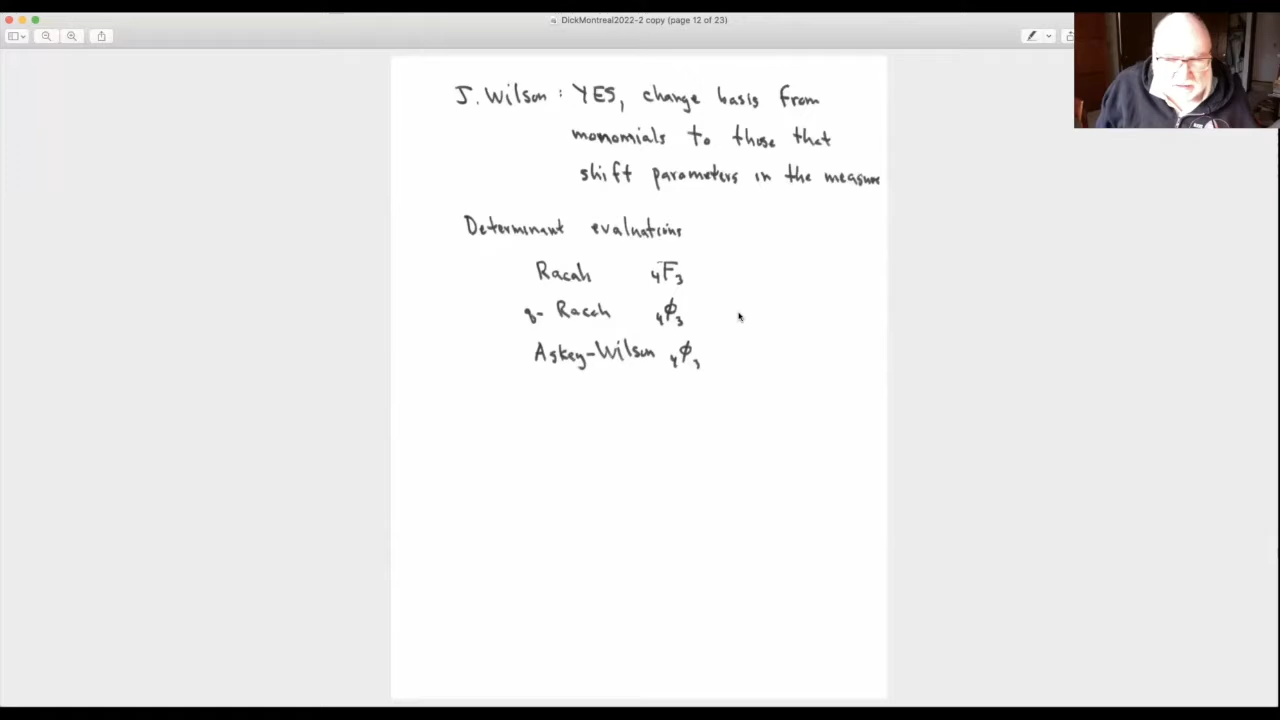 DickMontreal2022-2 copy (page 12 of 23)
J. Wilson : YES, change basis from
monomials to those that
shift parameters in the measure
Determinant evaluations
Racah ₄F₃
q- Racah ₄ϕ₃
Askey-Wilson ₄ϕ₃